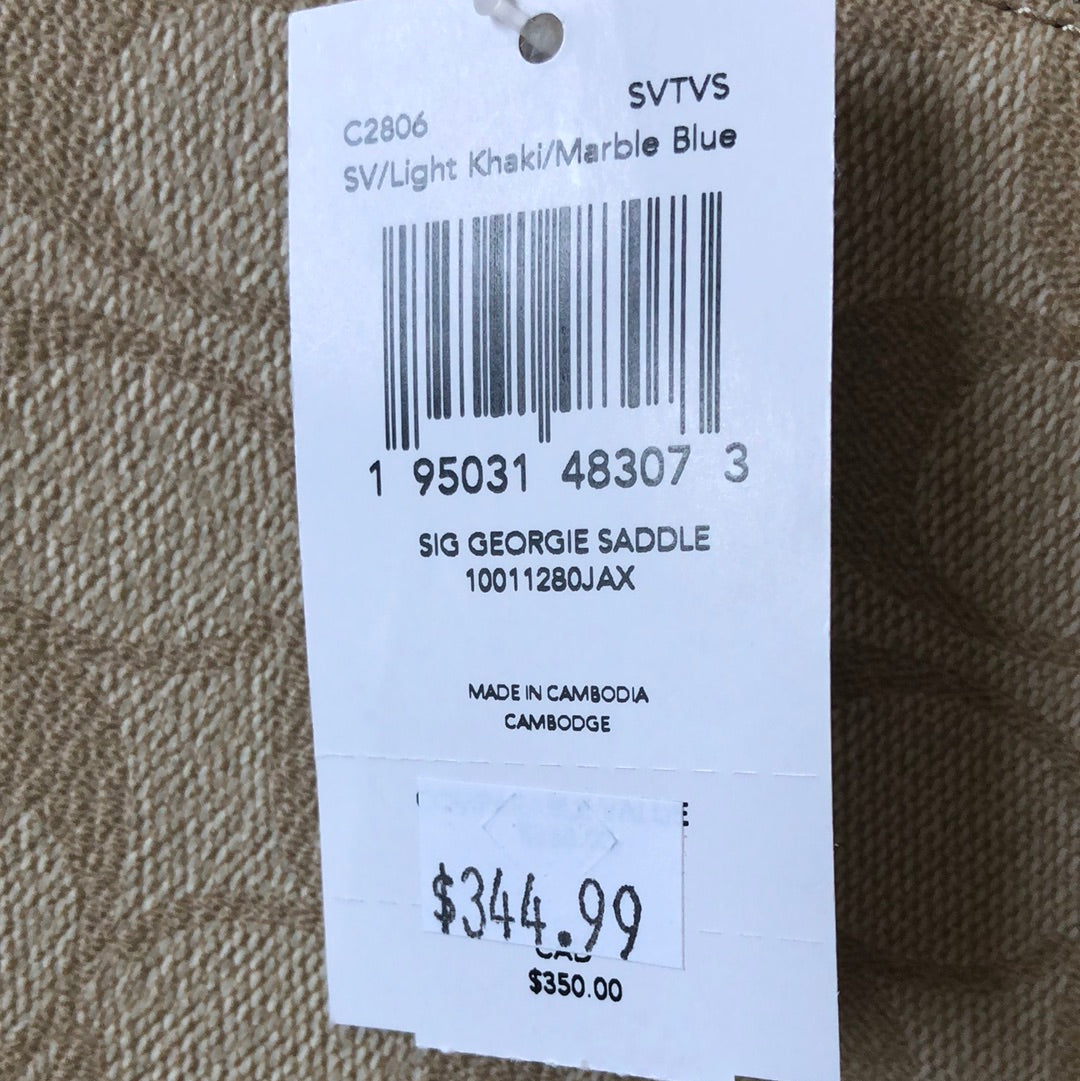 SVTVS
C2806
SV/Light Khaki/Marble Blue
1 95031 48307 3
SIG GEORGIE SADDLE
10011280JAX
MADE IN CAMBODIA
CAMBODGE
$344.99
$350.00